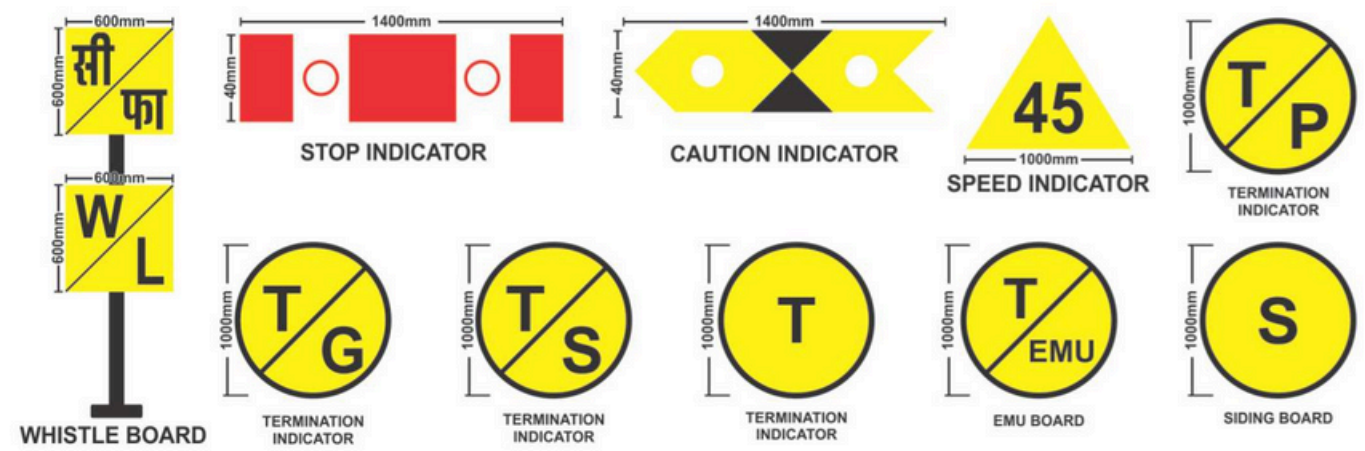 600mm
600mm
सी
फा
600mm
600mm
W
L
WHISTLE BOARD
1400mm
40mm
STOP INDICATOR
1400mm
40mm
CAUTION INDICATOR
45
1000mm
SPEED INDICATOR
1000mm
T
P
TERMINATION
INDICATOR
1000mm
T
G
TERMINATION
INDICATOR
1000mm
T
S
TERMINATION
INDICATOR
1000mm
T
TERMINATION
INDICATOR
1000mm
T
EMU
EMU BOARD
1000mm
S
SIDING BOARD